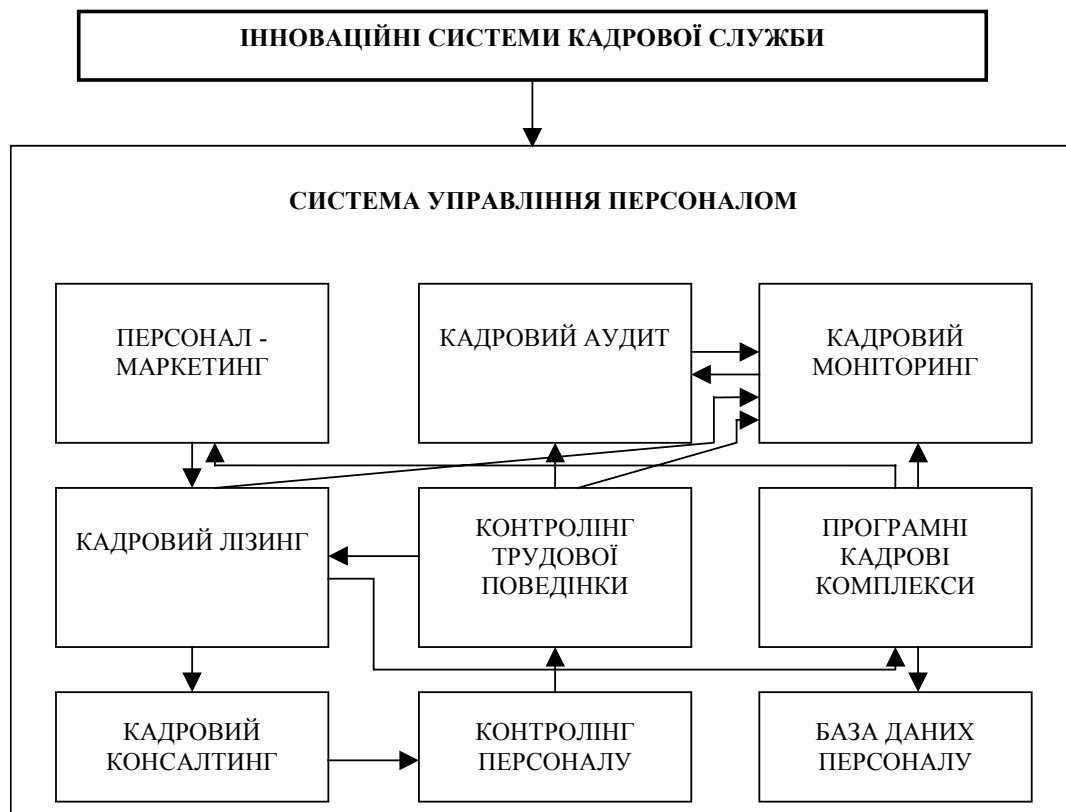 ІННОВАЦІЙНІ СИСТЕМИ КАДРОВОЇ СЛУЖБИ
СИСТЕМА УПРАВЛІННЯ ПЕРСОНАЛОМ
ПЕРСОНАЛ -
МАРКЕТИНГ
КАДРОВИЙ АУДИТ
КАДРОВИЙ
МОНІТОРИНГ
КАДРОВИЙ ЛІЗИНГ
КОНТРОЛІНГ
ТРУДОВОЇ
ПОВЕДІНКИ
ПРОГРАМНІ
КАДРОВІ
КОМПЛЕКСИ
КАДРОВИЙ
КОНСАЛТИНГ
КОНТРОЛІНГ
ПЕРСОНАЛУ
БАЗА ДАНИХ
ПЕРСОНАЛУ